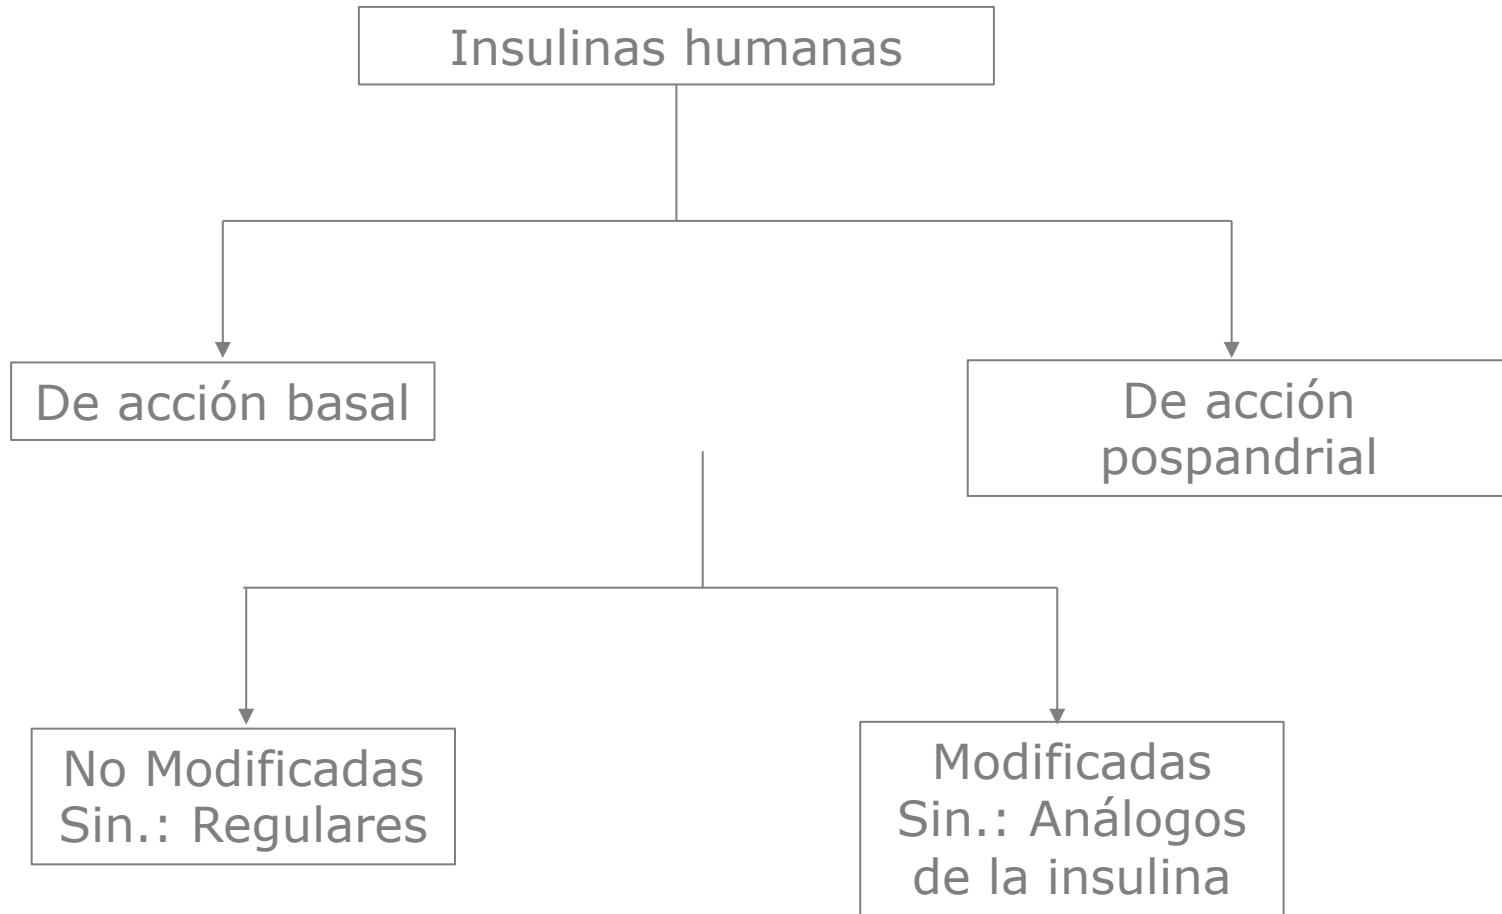 Insulinas humanas
De acción basal
De acción
pospandrial
No Modificadas
Sin.: Regulares
Modificadas
Sin.: Análogos
de la insulina